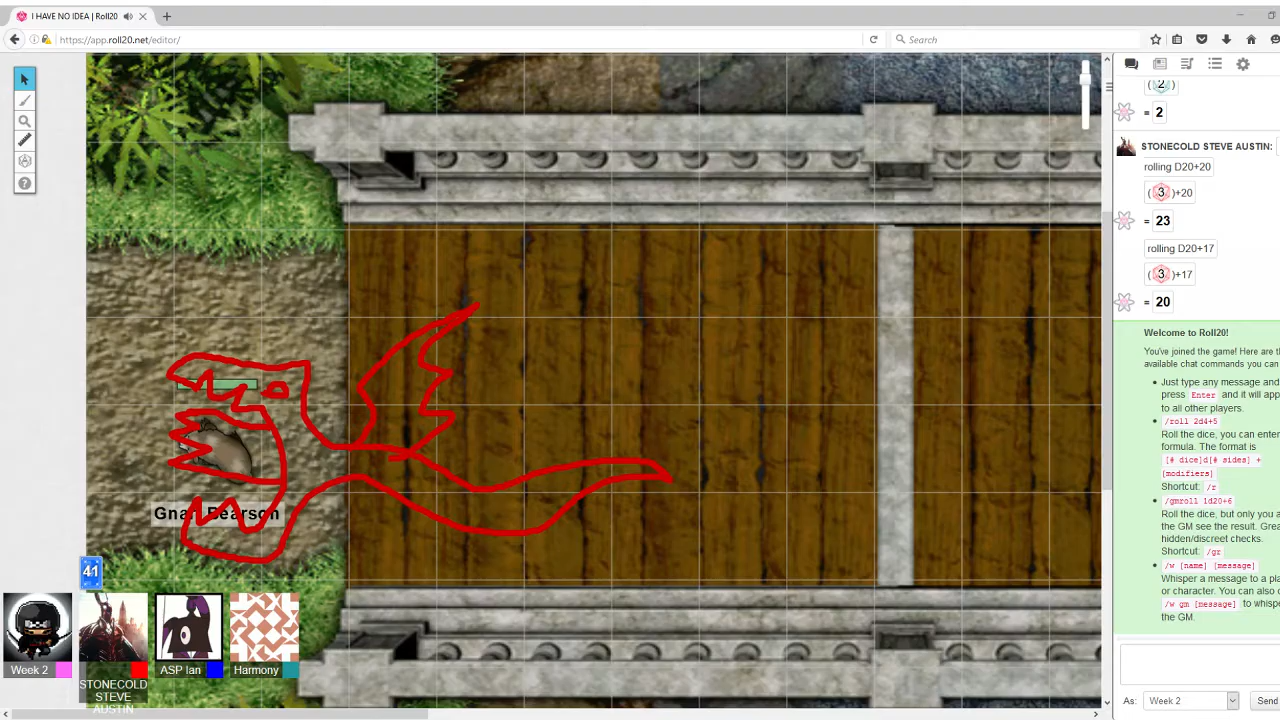 I HAVE NO IDEA | Roll20
https://app.roll20.net/editor/
Search
(2)
= 2
STONECOLD STEVE AUSTIN:
rolling D20+20
(3)+20
= 23
rolling D20+17
(3)+17
= 20
Welcome to Roll20!
You've joined the game! Here are th
available chat commands you can
Just type any message and
press Enter and it will app
to all other players.
/roll 2d4+5
Roll the dice, you can enter
formula. The format is
[# dice]d[# sides] +
[modifiers]
Shortcut: /r
/gmroll 1d20+6
Roll the dice, but only you a
the GM see the result. Grea
hidden/discreet checks.
Shortcut: /gr
/w [name] [message]
Whisper a message to a pa
or character. You can also u
/w gm [message] to whisp
the GM.
Gnar Pearson
41
Week 2
STONECOLD
STEVE
AUSTIN
ASP Ian
Harmony
As: Week 2
Send